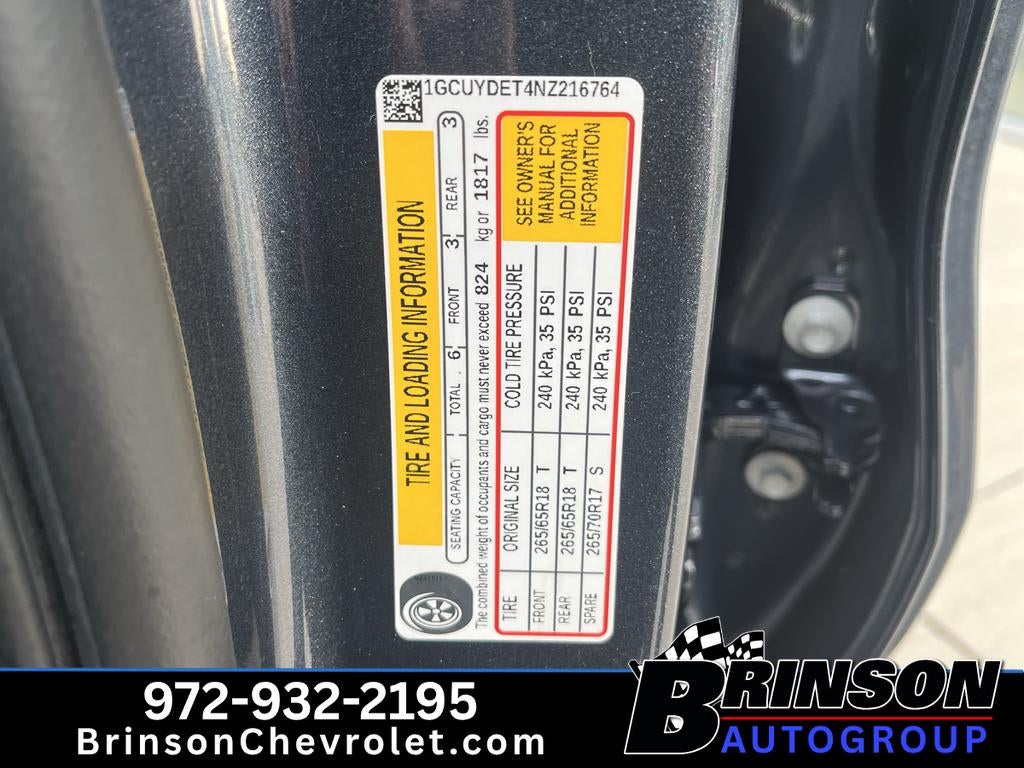 1GCUYDET4NZ216764
TIRE AND LOADING INFORMATION
SEATING CAPACITY TOTAL . 6 FRONT 3 REAR 3
The combined weight of occupants and cargo must never exceed 824 kg or 1817 lbs.
TIRE ORIGINAL SIZE COLD TIRE PRESSURE
FRONT 265/65R18 T 240 kPa, 35 PSI
REAR 265/65R18 T 240 kPa, 35 PSI
SPARE 265/70R17 S 240 kPa, 35 PSI
SEE OWNER'S
MANUAL FOR
ADDITIONAL
INFORMATION
972-932-2195
BrinsonChevrolet.com
BRINSON
AUTOGROUP